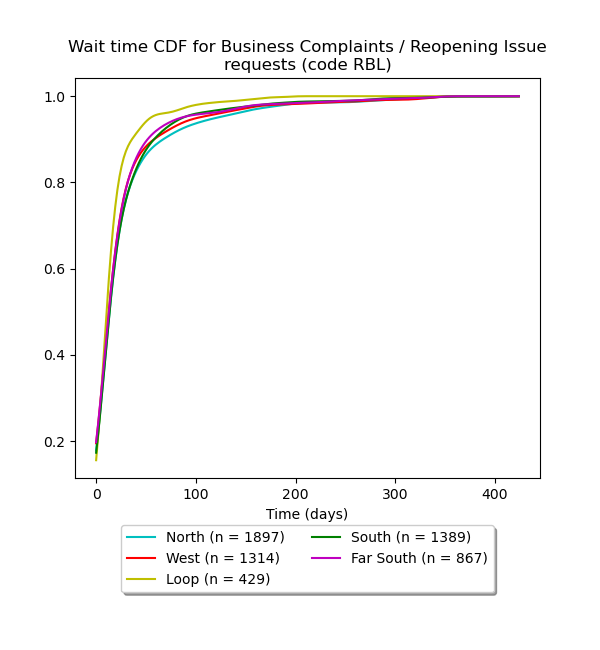 Wait time CDF for Business Complaints / Reopening Issue
requests (code RBL)
1.0
0.8
0.6
0.4
0.2
0 100 200 300 400
Time (days)
North (n = 1897) South (n = 1389)
West (n = 1314) Far South (n = 867)
Loop (n = 429)